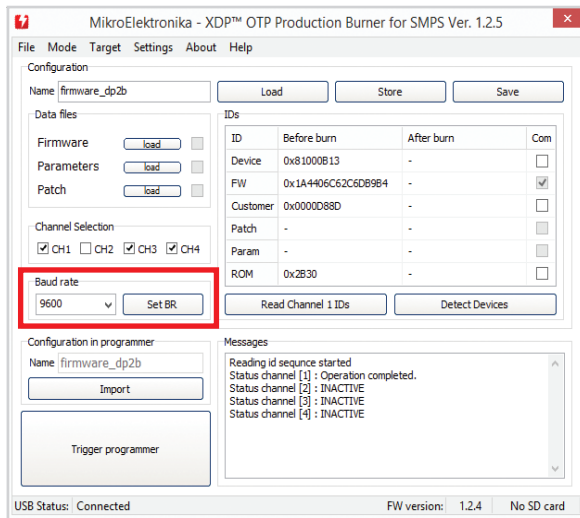 MikroElektronika - XDP™ OTP Production Burner for SMPS Ver. 1.2.5
File Mode Target Settings About Help
Configuration
Name firmware_dp2b Load Store Save
Data files
Firmware load
Parameters load
Patch load
Channel Selection
CH1 CH2 CH3 CH4
Baud rate
9600 Set BR
IDs
ID Before burn After burn Com
Device 0x81000B13 -
FW 0x1A4406C62C6DB9B4 -
Customer 0x0000D88D -
Patch - -
Param - -
ROM 0x2B30 -
Read Channel 1 IDs Detect Devices
Configuration in programmer
Name firmware_dp2b
Import
Trigger programmer
Messages
Reading id sequnce started
Status channel [1] : Operation completed.
Status channel [2] : INACTIVE
Status channel [3] : INACTIVE
Status channel [4] : INACTIVE
USB Status: Connected FW version: 1.2.4 No SD card